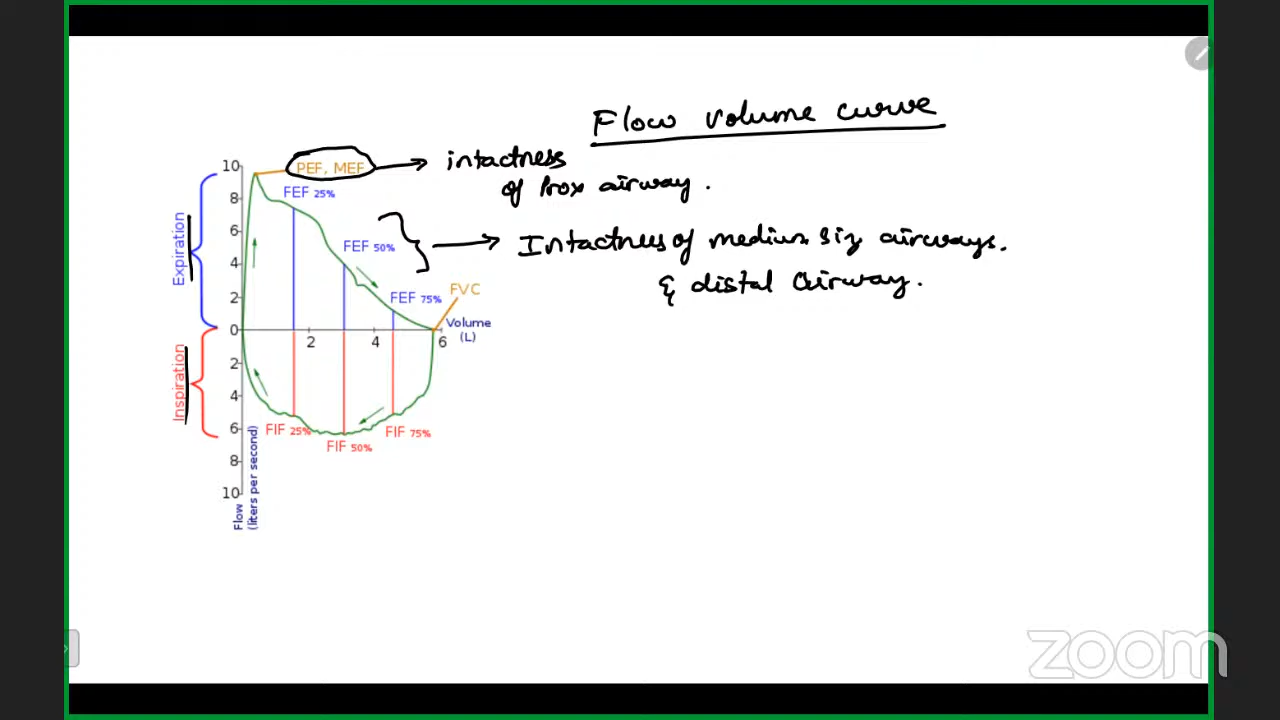 Flow volume curve
PEF, MEF → intactness
of Prox airway.
FEF 25%
FEF 50%
→ Intactness of medium siz airways.
& distal airway.
FEF 75%
FVC
Volume
(L)
10
8
6
4
2
0
2
4
6
8
10
2 4 6
Expiration
Inspiration
FIF 25%
FIF 50%
FIF 75%
Flow
(liters per second)
zoom